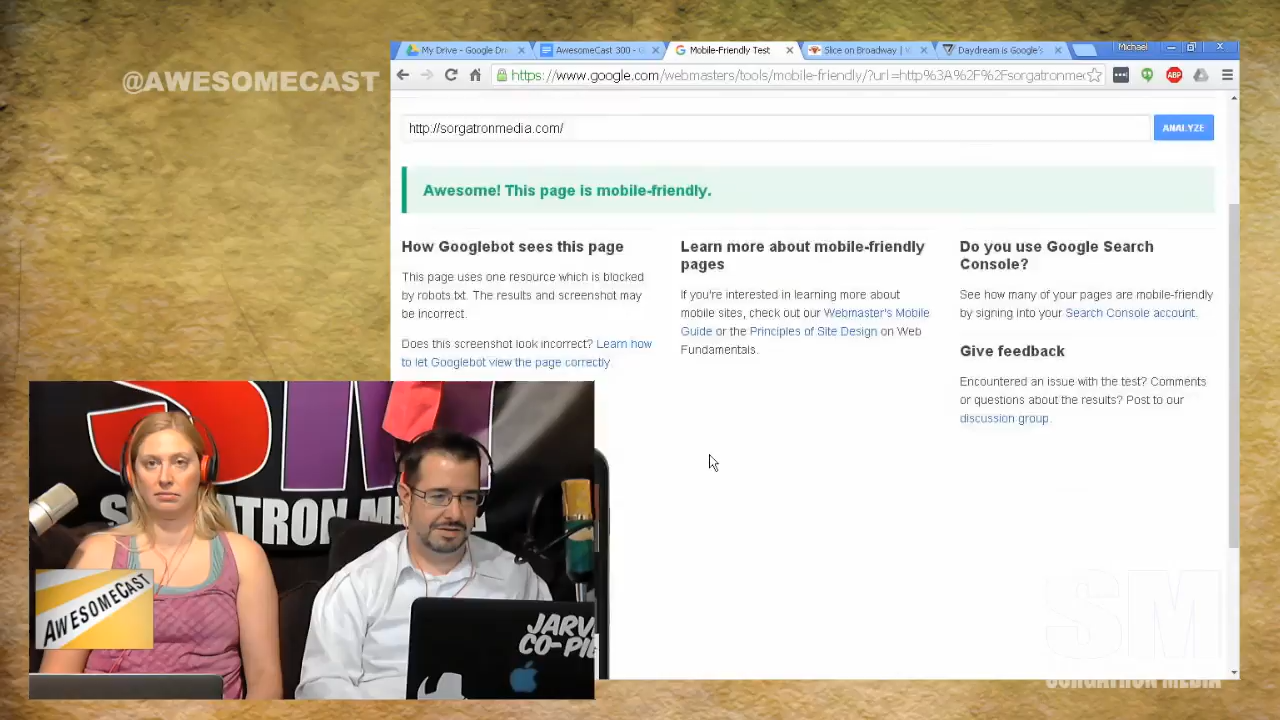 @AWESOMECAST
My Drive - Google Dri
AwesomeCast 300 - G
Mobile-Friendly Test
Slice on Broadway |
Daydream is Google's
Michael
https://www.google.com/webmasters/tools/mobile-friendly/?url=http%3A%2F%2Fsorgatronme
ABP
http://sorgatronmedia.com/
ANALYZE
Awesome! This page is mobile-friendly.
How Googlebot sees this page
This page uses one resource which is blocked
by robots.txt. The results and screenshot may
be incorrect.
Does this screenshot look incorrect? Learn how
to let Googlebot view the page correctly.
Learn more about mobile-friendly
pages
If you're interested in learning more about
mobile sites, check out our Webmaster's Mobile
Guide or the Principles of Site Design on Web
Fundamentals.
Do you use Google Search
Console?
See how many of your pages are mobile-friendly
by signing into your Search Console account.
Give feedback
Encountered an issue with the test? Comments
or questions about the results? Post to our
discussion group.
SM
SORGATRON MEDIA
AWESOMECAST
JARV
CO-PI
SM
SORGATRON MEDIA